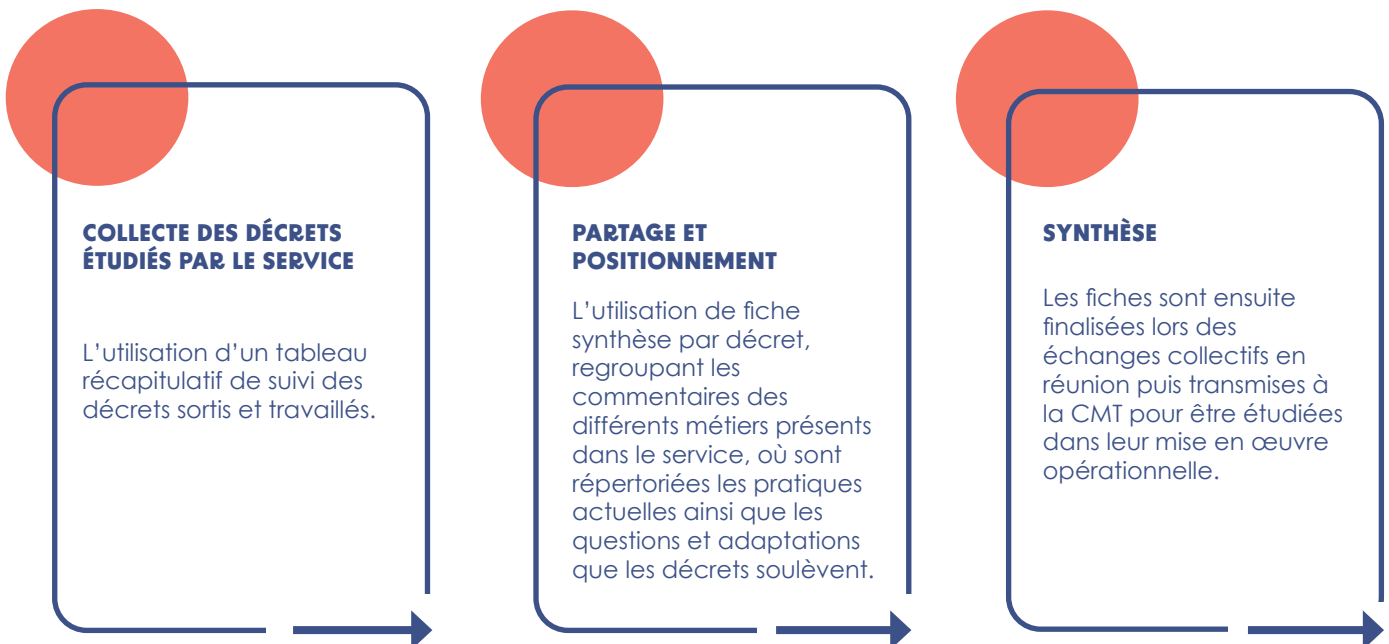 COLLECTE DES DÉCRETS
ÉTUDIÉS PAR LE SERVICE
L'utilisation d'un tableau
récapitulatif de suivi des
décrets sortis et travaillés.
PARTAGE ET
POSITIONNEMENT
L'utilisation de fiche
synthèse par décret,
regroupant les
commentaires des
différents métiers présents
dans le service, où sont
répertoriées les pratiques
actuelles ainsi que les
questions et adaptations
que les décrets soulèvent.
SYNTHÈSE
Les fiches sont ensuite
finalisées lors des
échanges collectifs en
réunion puis transmises à
la CMT pour être étudiées
dans leur mise en œuvre
opérationnelle.